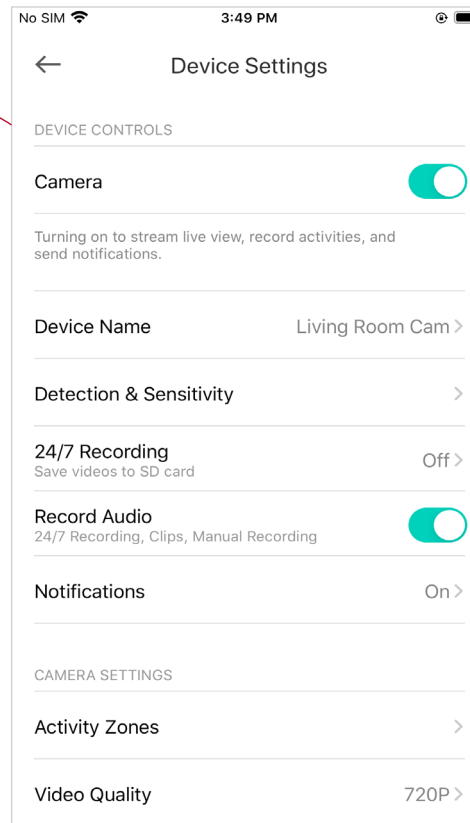 No SIM 3:49 PM
Device Settings
DEVICE CONTROLS
Camera
Turning on to stream live view, record activities, and
send notifications.
Device Name Living Room Cam
Detection & Sensitivity
24/7 Recording Off
Save videos to SD card
Record Audio
24/7 Recording, Clips, Manual Recording
Notifications On
CAMERA SETTINGS
Activity Zones
Video Quality 720P